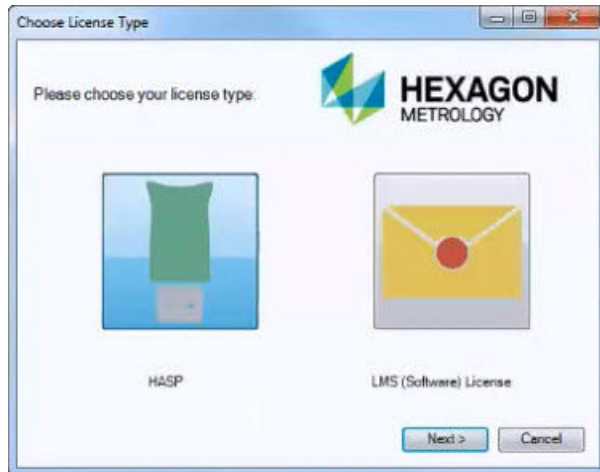 Choose License Type
Please choose your license type:
HEXAGON
METROLOGY
HASP
LMS (Software) License
Next >
Cancel